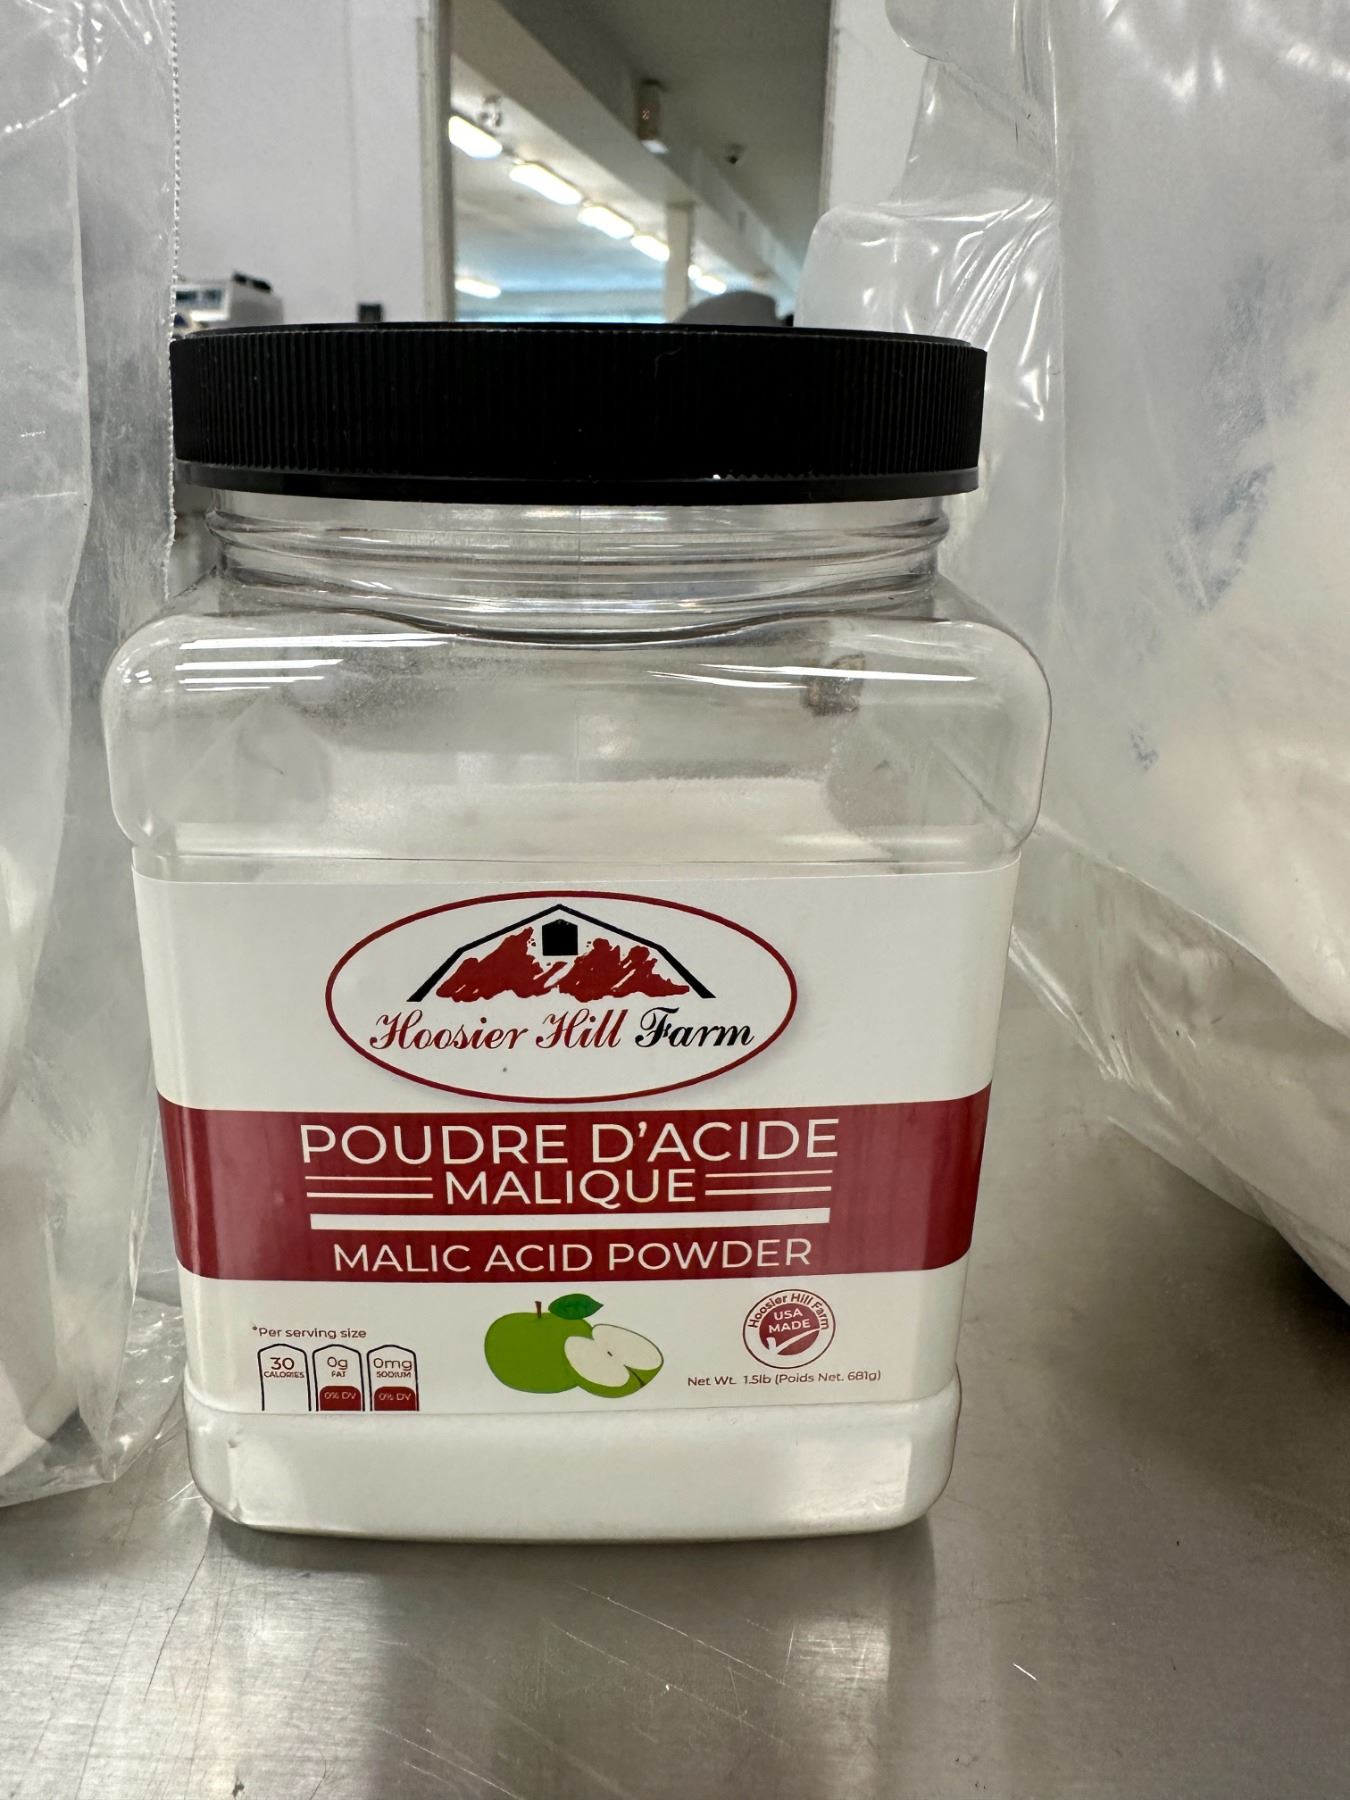 Hoosier Hill Farm
POUDRE D'ACIDE
MALIQUE
MALIC ACID POWDER
*Per serving size
30
CALORIES
0g
FAT
0% DV
0mg
SODIUM
0% DV
Hoosier Hill Farm
USA
MADE
Net Wt. 1.5lb (Poids Net. 681g)